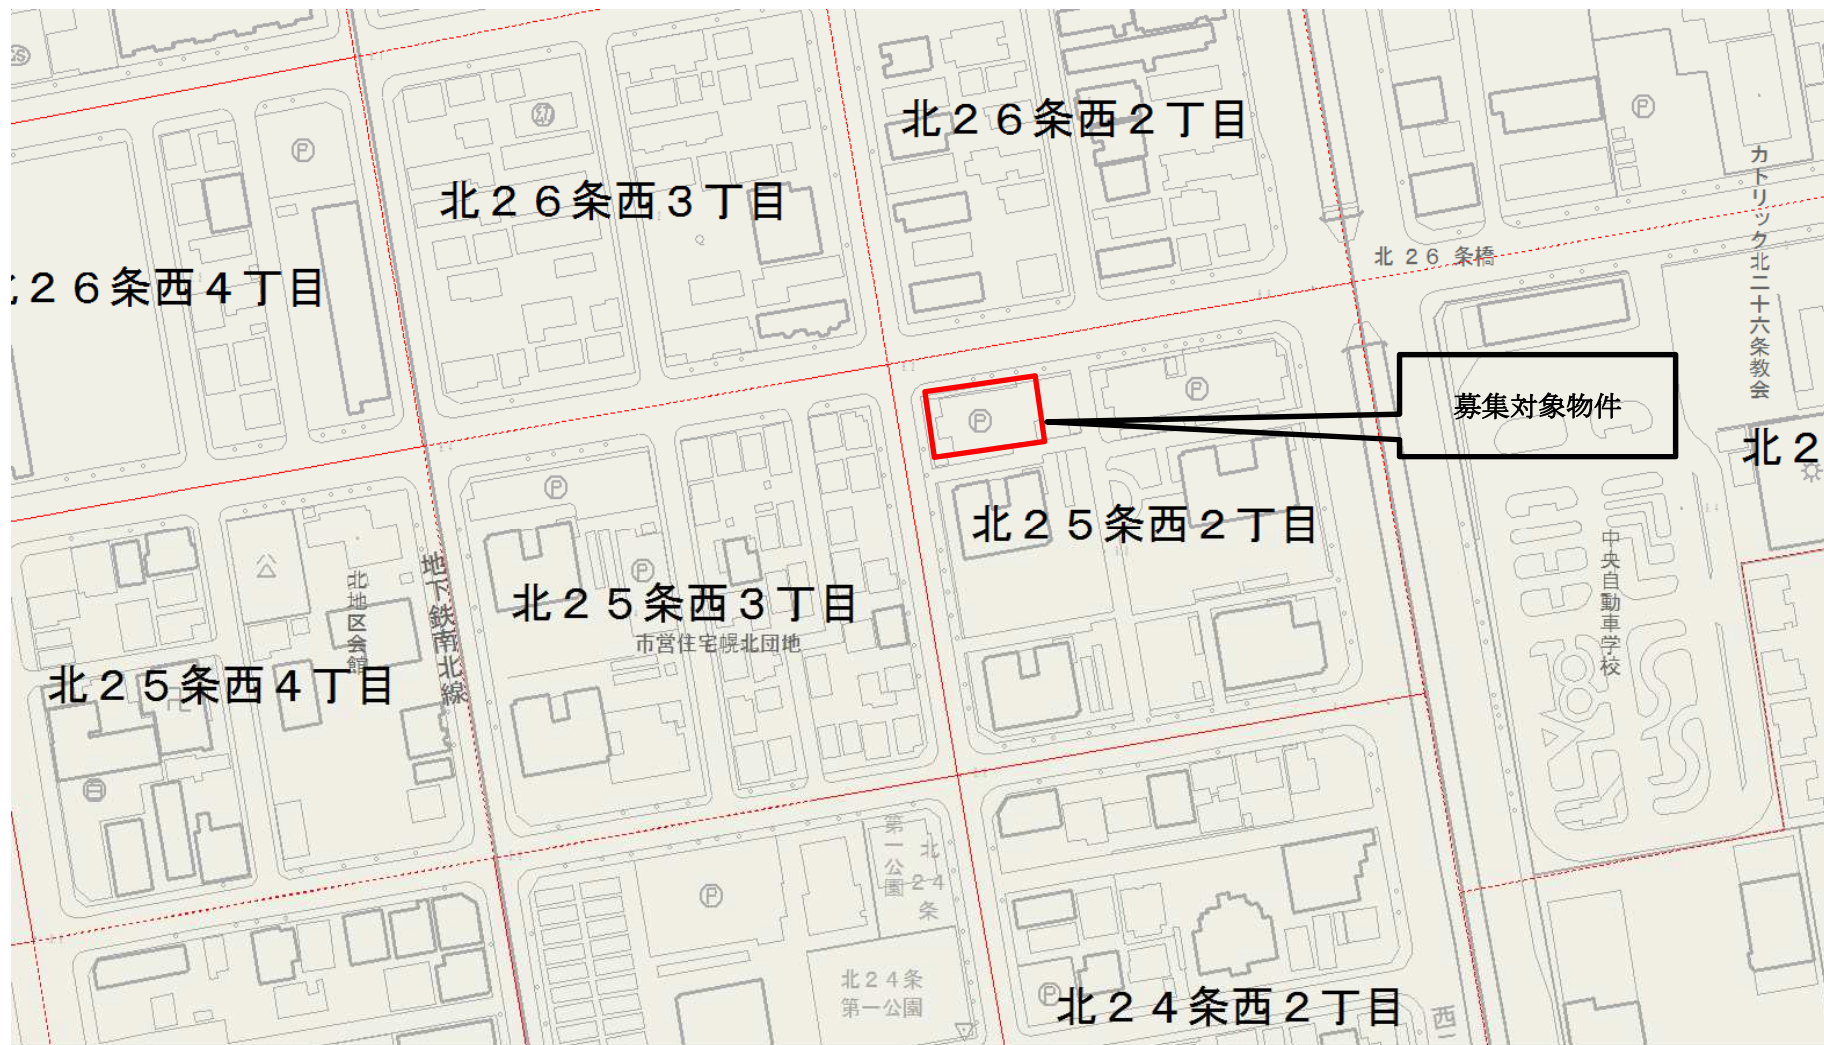 北２６条西２丁目
北２６条西３丁目
２６条西４丁目
北 26 条橋
カトリック北二十六条教会
募集対象物件
北２
北２５条西２丁目
中央自動車学校
地下鉄南北線
北地区会館
北２５条西３丁目
市営住宅幌北団地
北２５条西４丁目
北24条
第一公園
北24条
第一公園
北２４条西２丁目
西
P
P
P
P
P
P
P
P
公
幼
GS